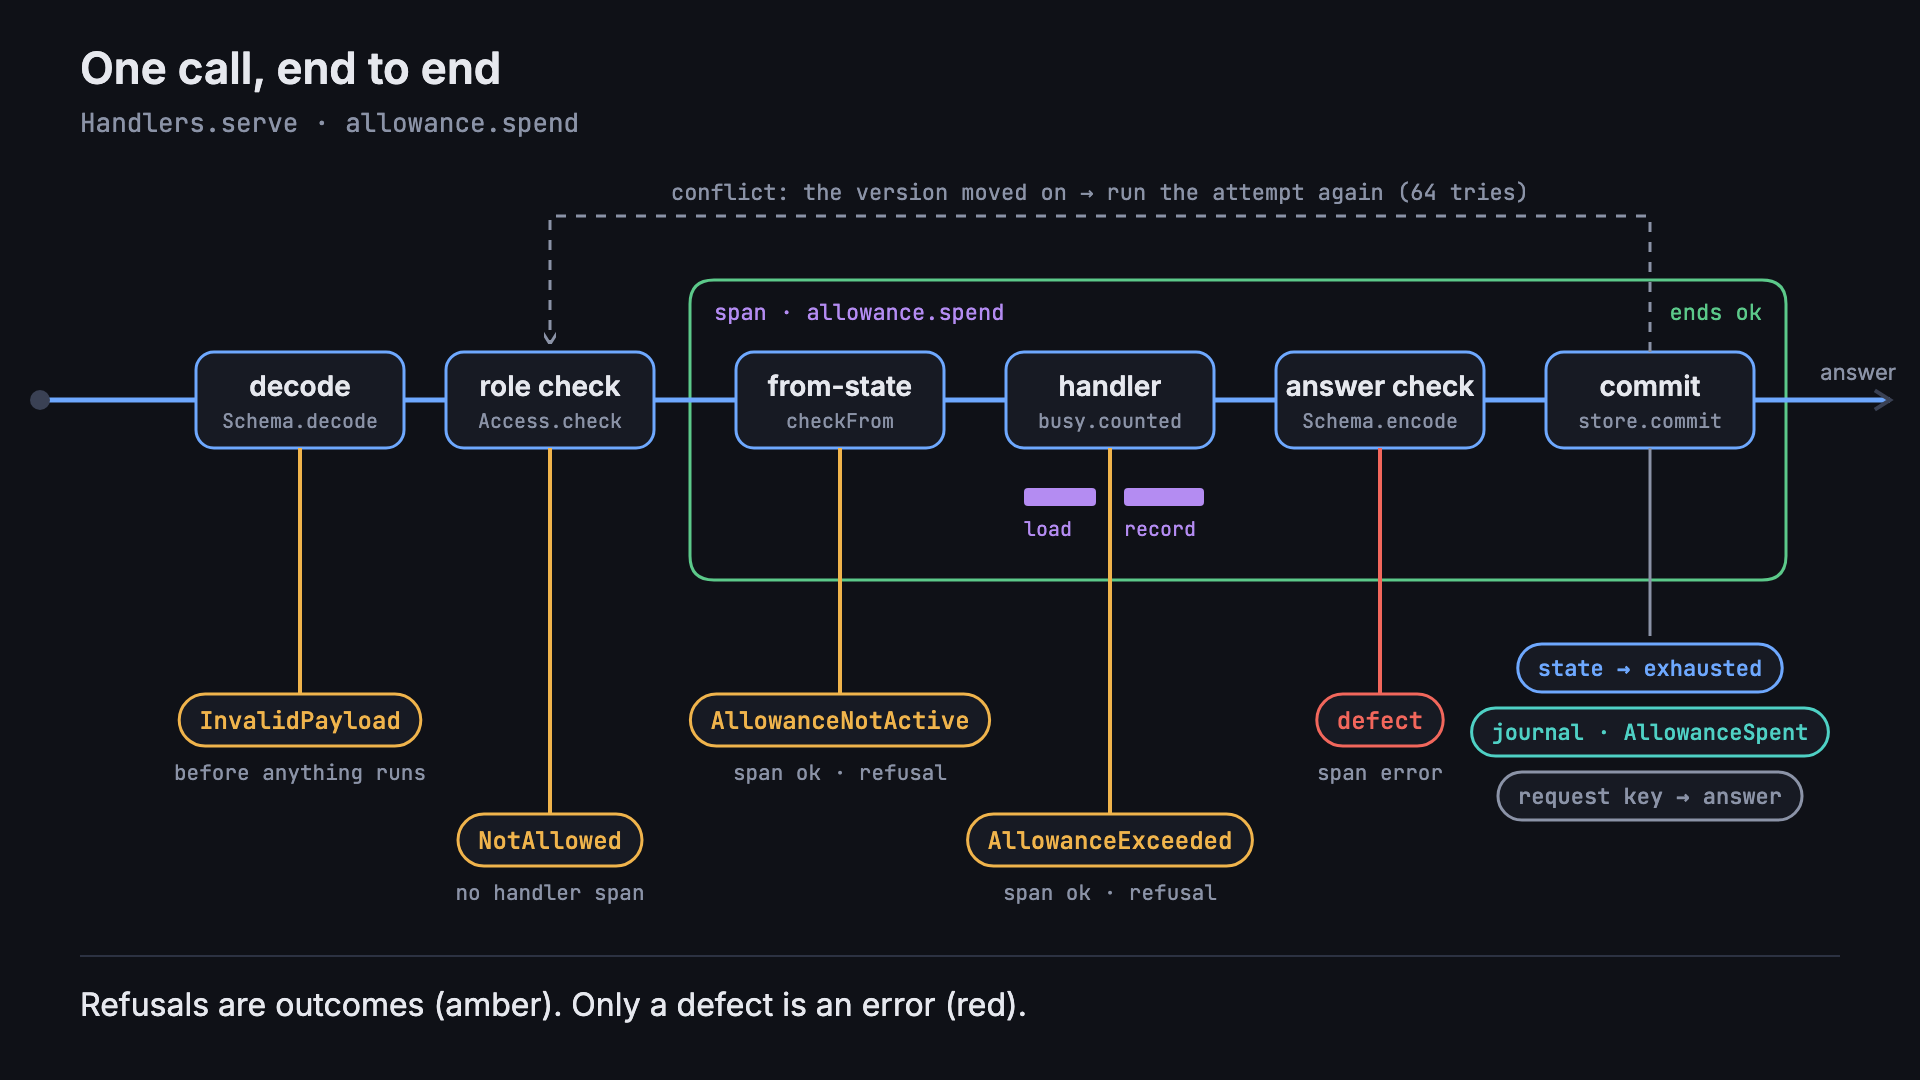 One call, end to end
Handlers.serve · allowance.spend
conflict: the version moved on → run the attempt again (64 tries)
span · allowance.spend
ends ok
decode
Schema.decode
role check
Access.check
from-state
checkFrom
handler
busy.counted
answer check
Schema.encode
commit
store.commit
answer
load
record
InvalidPayload
before anything runs
NotAllowed
no handler span
AllowanceNotActive
span ok · refusal
AllowanceExceeded
span ok · refusal
defect
span error
state → exhausted
journal · AllowanceSpent
request key → answer
Refusals are outcomes (amber). Only a defect is an error (red).